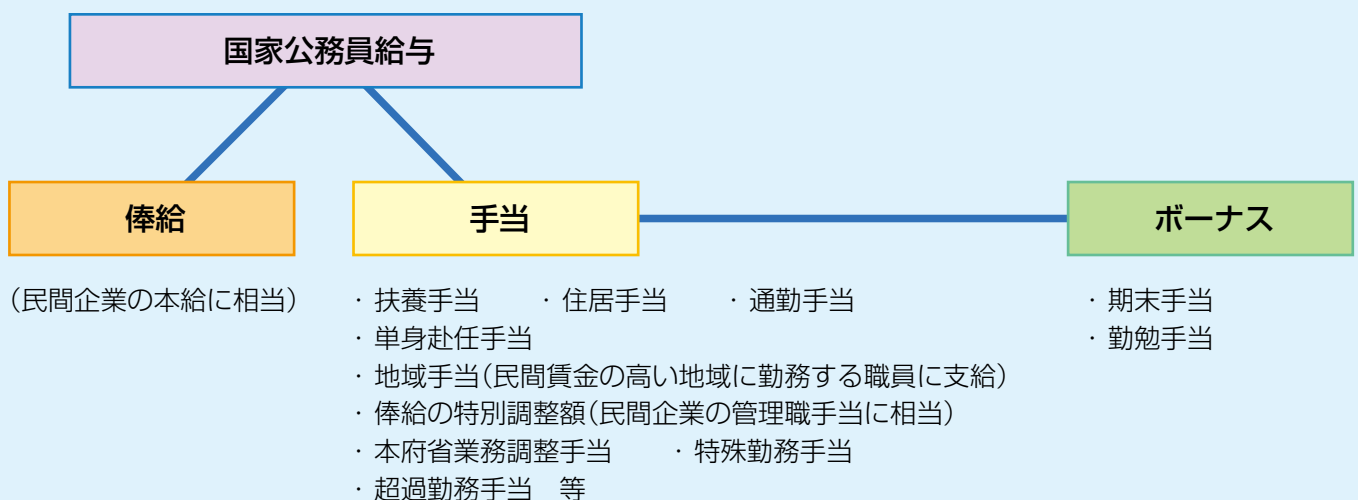 国家公務員給与
俸給
手当
ボーナス
（民間企業の本給に相当）
・扶養手当　・住居手当　・通勤手当
・単身赴任手当
・地域手当（民間賃金の高い地域に勤務する職員に支給）
・俸給の特別調整額（民間企業の管理職手当に相当）
・本府省業務調整手当　・特殊勤務手当
・超過勤務手当　等
・期末手当
・勤勉手当